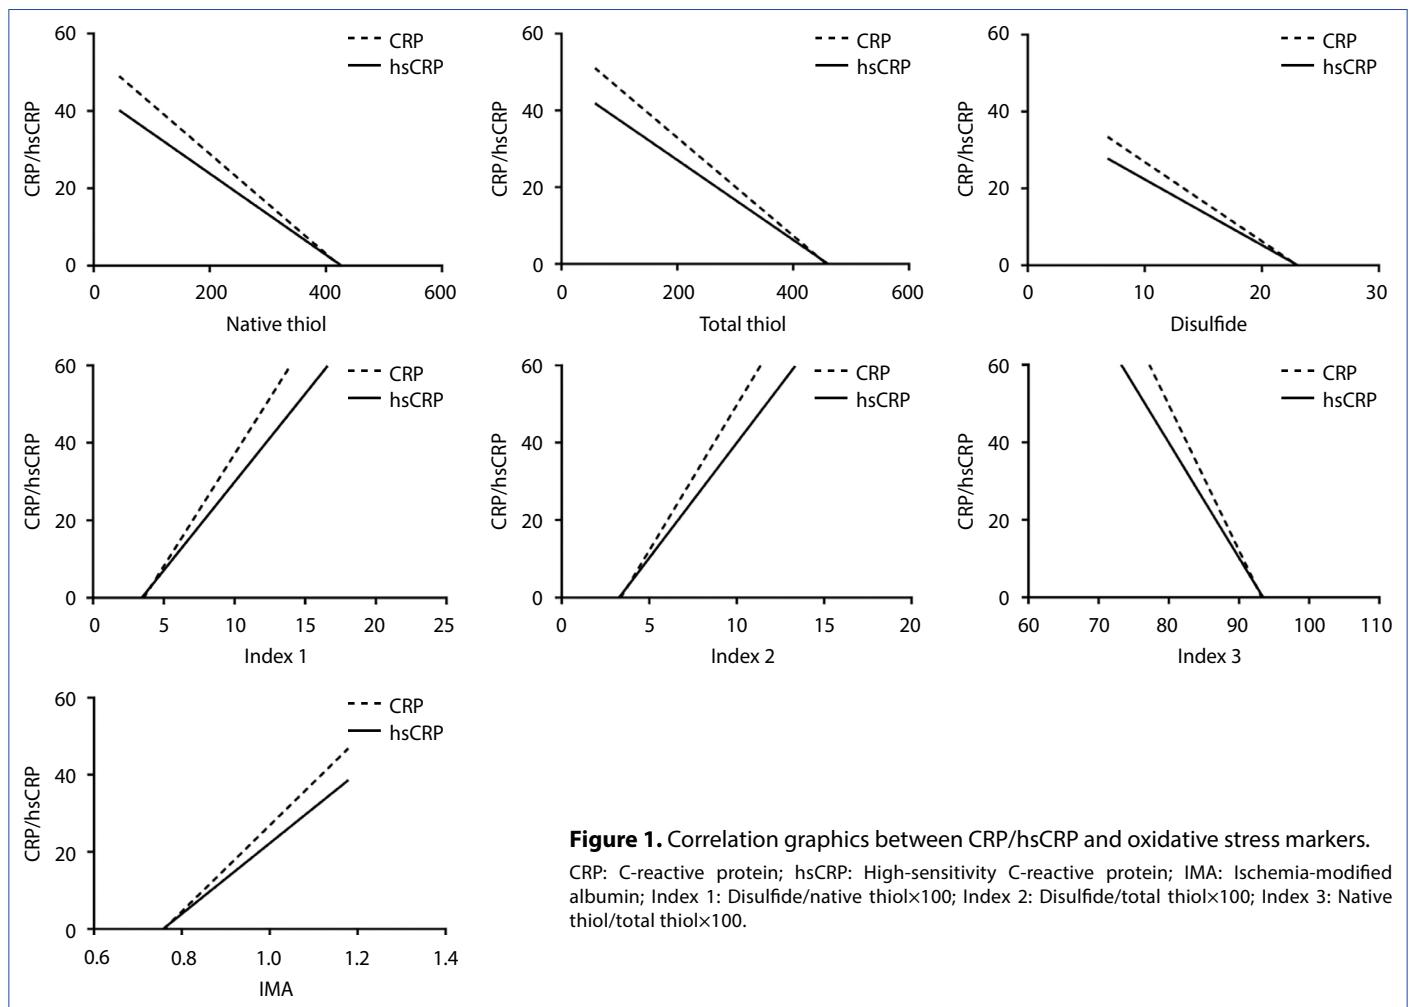 60
40
20
0
CRP/hsCRP
CRP
hsCRP
0 200 400 600
Native thiol
60
40
20
0
CRP/hsCRP
CRP
hsCRP
0 200 400 600
Total thiol
60
40
20
0
CRP/hsCRP
CRP
hsCRP
0 10 20 30
Disulfide
60
40
20
0
CRP/hsCRP
CRP
hsCRP
0 5 10 15 20 25
Index 1
60
40
20
0
CRP/hsCRP
CRP
hsCRP
0 5 10 15 20
Index 2
60
40
20
0
CRP/hsCRP
CRP
hsCRP
60 70 80 90 100 110
Index 3
60
40
20
0
CRP/hsCRP
CRP
hsCRP
0.6 0.8 1.0 1.2 1.4
IMA
Figure 1. Correlation graphics between CRP/hsCRP and oxidative stress markers.
CRP: C-reactive protein; hsCRP: High-sensitivity C-reactive protein; IMA: Ischemia-modified
albumin; Index 1: Disulfide/native thiol×100; Index 2: Disulfide/total thiol×100; Index 3: Native
thiol/total thiol×100.